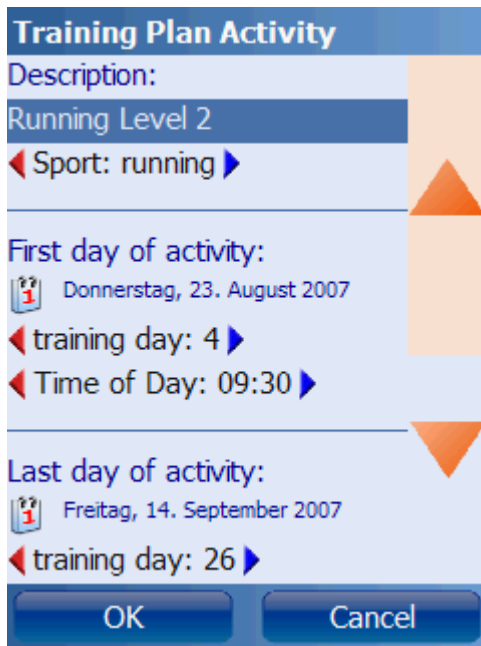 Training Plan Activity
Description:
Running Level 2
Sport: running
First day of activity:
Donnerstag, 23. August 2007
training day: 4
Time of Day: 09:30
Last day of activity:
Freitag, 14. September 2007
training day: 26
OK Cancel